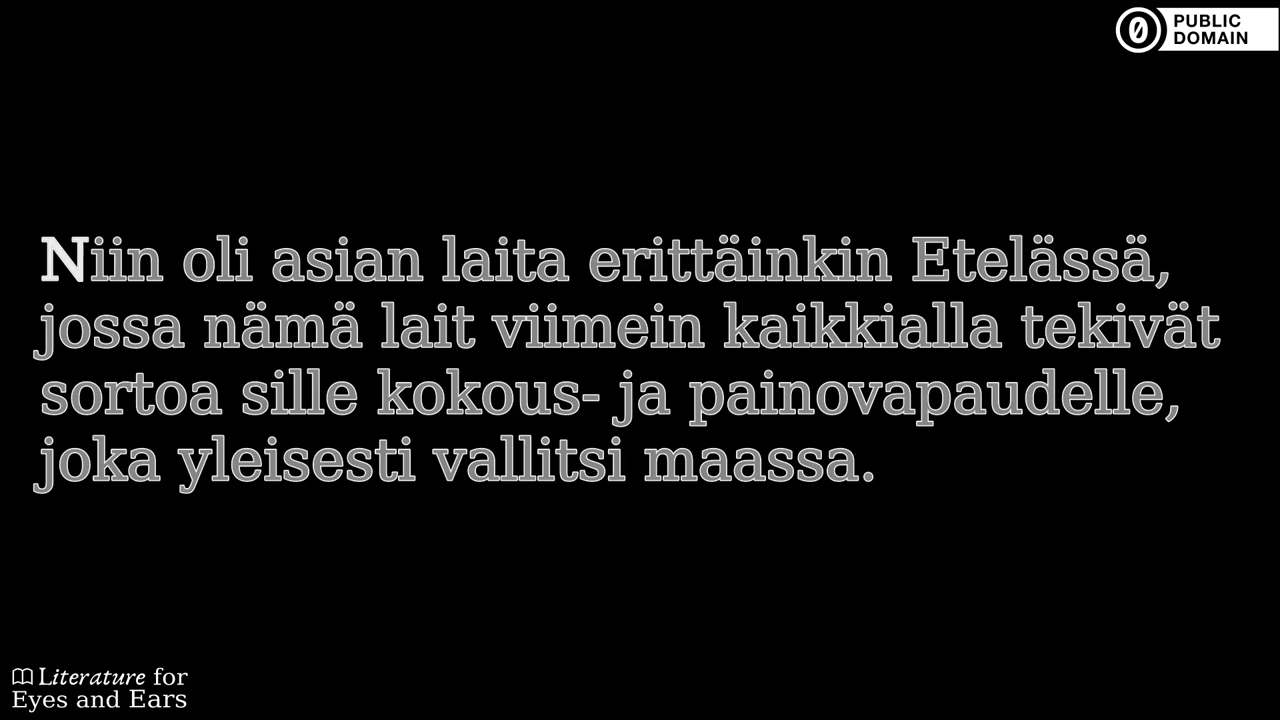 PUBLIC
DOMAIN
Niin oli asian laita erittäinkin Etelässä,
jossa nämä lait viimein kaikkialla tekivät
sortoa sille kokous- ja painovapaudelle,
joka yleisesti vallitsi maassa.
Literature for
Eyes and Ears